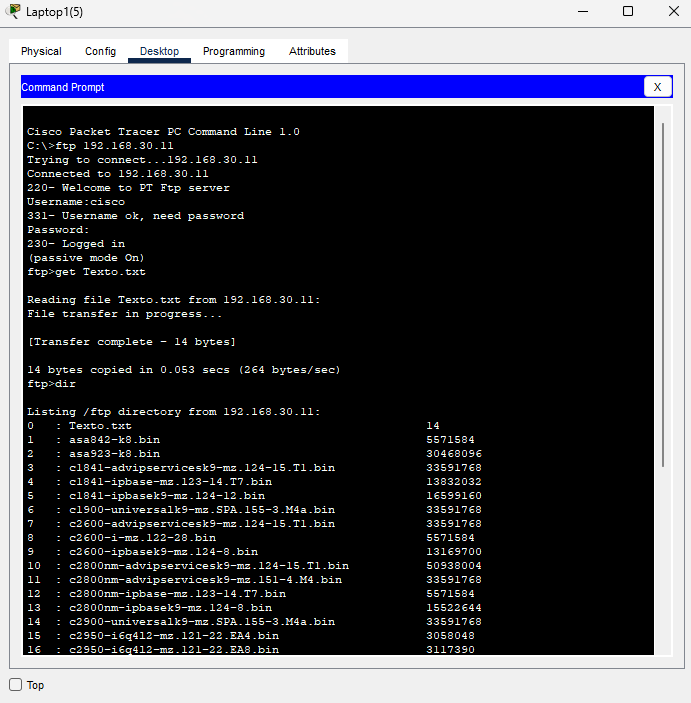 Laptop1(5)
Physical Config Desktop Programming Attributes
Command Prompt
X
Cisco Packet Tracer PC Command Line 1.0
C:\>ftp 192.168.30.11
Trying to connect...192.168.30.11
Connected to 192.168.30.11
220- Welcome to PT Ftp server
Username:cisco
331- Username ok, need password
Password:
230- Logged in
(passive mode On)
ftp>get Texto.txt
Reading file Texto.txt from 192.168.30.11:
File transfer in progress...
[Transfer complete - 14 bytes]
14 bytes copied in 0.053 secs (264 bytes/sec)
ftp>dir
Listing /ftp directory from 192.168.30.11:
0 : Texto.txt 14
1 : asa842-k8.bin 5571584
2 : asa923-k8.bin 30468096
3 : c1841-advipservicesk9-mz.124-15.T1.bin 33591768
4 : c1841-ipbase-mz.123-14.T7.bin 13832032
5 : c1841-ipbasek9-mz.124-12.bin 16599160
6 : c1900-universalk9-mz.SPA.155-3.M4a.bin 33591768
7 : c2600-advipservicesk9-mz.124-15.T1.bin 33591768
8 : c2600-i-mz.122-28.bin 5571584
9 : c2600-ipbasek9-mz.124-8.bin 13169700
10 : c2800nm-advipservicesk9-mz.124-15.T1.bin 50938004
11 : c2800nm-advipservicesk9-mz.151-4.M4.bin 33591768
12 : c2800nm-ipbase-mz.123-14.T7.bin 5571584
13 : c2800nm-ipbasek9-mz.124-8.bin 15522644
14 : c2900-universalk9-mz.SPA.155-3.M4a.bin 33591768
15 : c2950-i6q4l2-mz.121-22.EA4.bin 3058048
16 : c2950-i6q4l2-mz.121-22.EA8.bin 3117390
Top